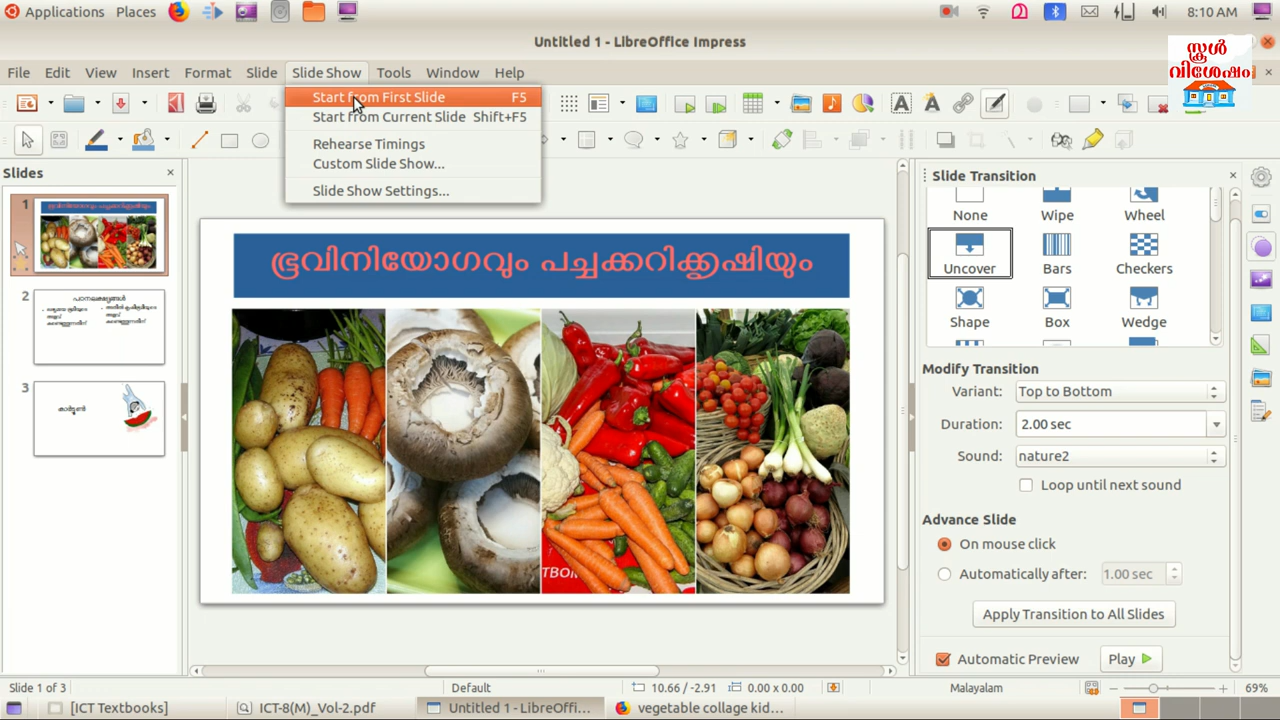 Applications Places
8:10 AM
Untitled 1 - LibreOffice Impress
സ്കൂൾ
വിശേഷം
File Edit View Insert Format Slide Slide Show Tools Window Help
Start from First Slide F5
Start from Current Slide Shift+F5
Rehearse Timings
Custom Slide Show...
Slide Show Settings...
Slides
1
ഭൂവിനിയോഗവും പച്ചക്കറിക്കൃഷിയും
2
3
കാർട്ടൂൺ
ഭൂവിനിയോഗവും പച്ചക്കറിക്കൃഷിയും
Slide Transition
None Wipe Wheel
Uncover Bars Checkers
Shape Box Wedge
Modify Transition
Variant: Top to Bottom
Duration: 2.00 sec
Sound: nature2
Loop until next sound
Advance Slide
On mouse click
Automatically after: 1.00 sec
Apply Transition to All Slides
Automatic Preview Play
Slide 1 of 3 Default 10.66 / -2.91 0.00 x 0.00 Malayalam 69%
[ICT Textbooks] ICT-8(M)_Vol-2.pdf Untitled 1 - LibreOffi... vegetable collage kid...